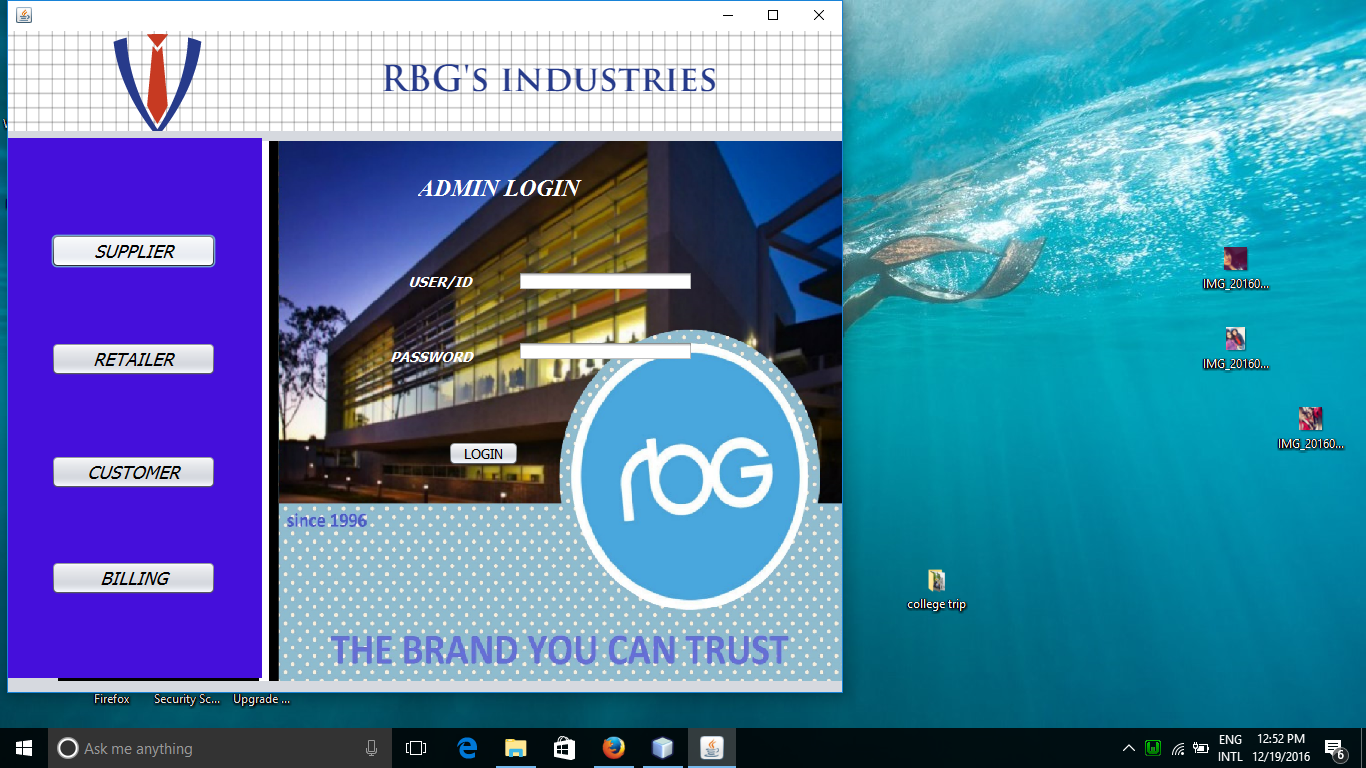 RBG'S INDUSTRIES
ADMIN LOGIN
SUPPLIER
USER/ID
RETAILER
PASSWORD
CUSTOMER
LOGIN
rbG
since 1996
BILLING
THE BRAND YOU CAN TRUST
IMG_20160...
IMG_20160...
IMG_20160...
college trip
Firefox
Security Sc...
Upgrade ...
Ask me anything
ENG
INTL
12:52 PM
12/19/2016
6